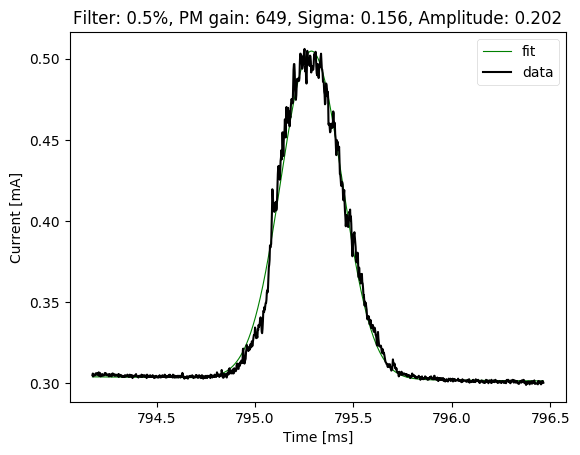 Filter: 0.5%, PM gain: 649, Sigma: 0.156, Amplitude: 0.202
fit
data
0.50
0.45
0.40
0.35
0.30
Current [mA]
794.5 795.0 795.5 796.0 796.5
Time [ms]